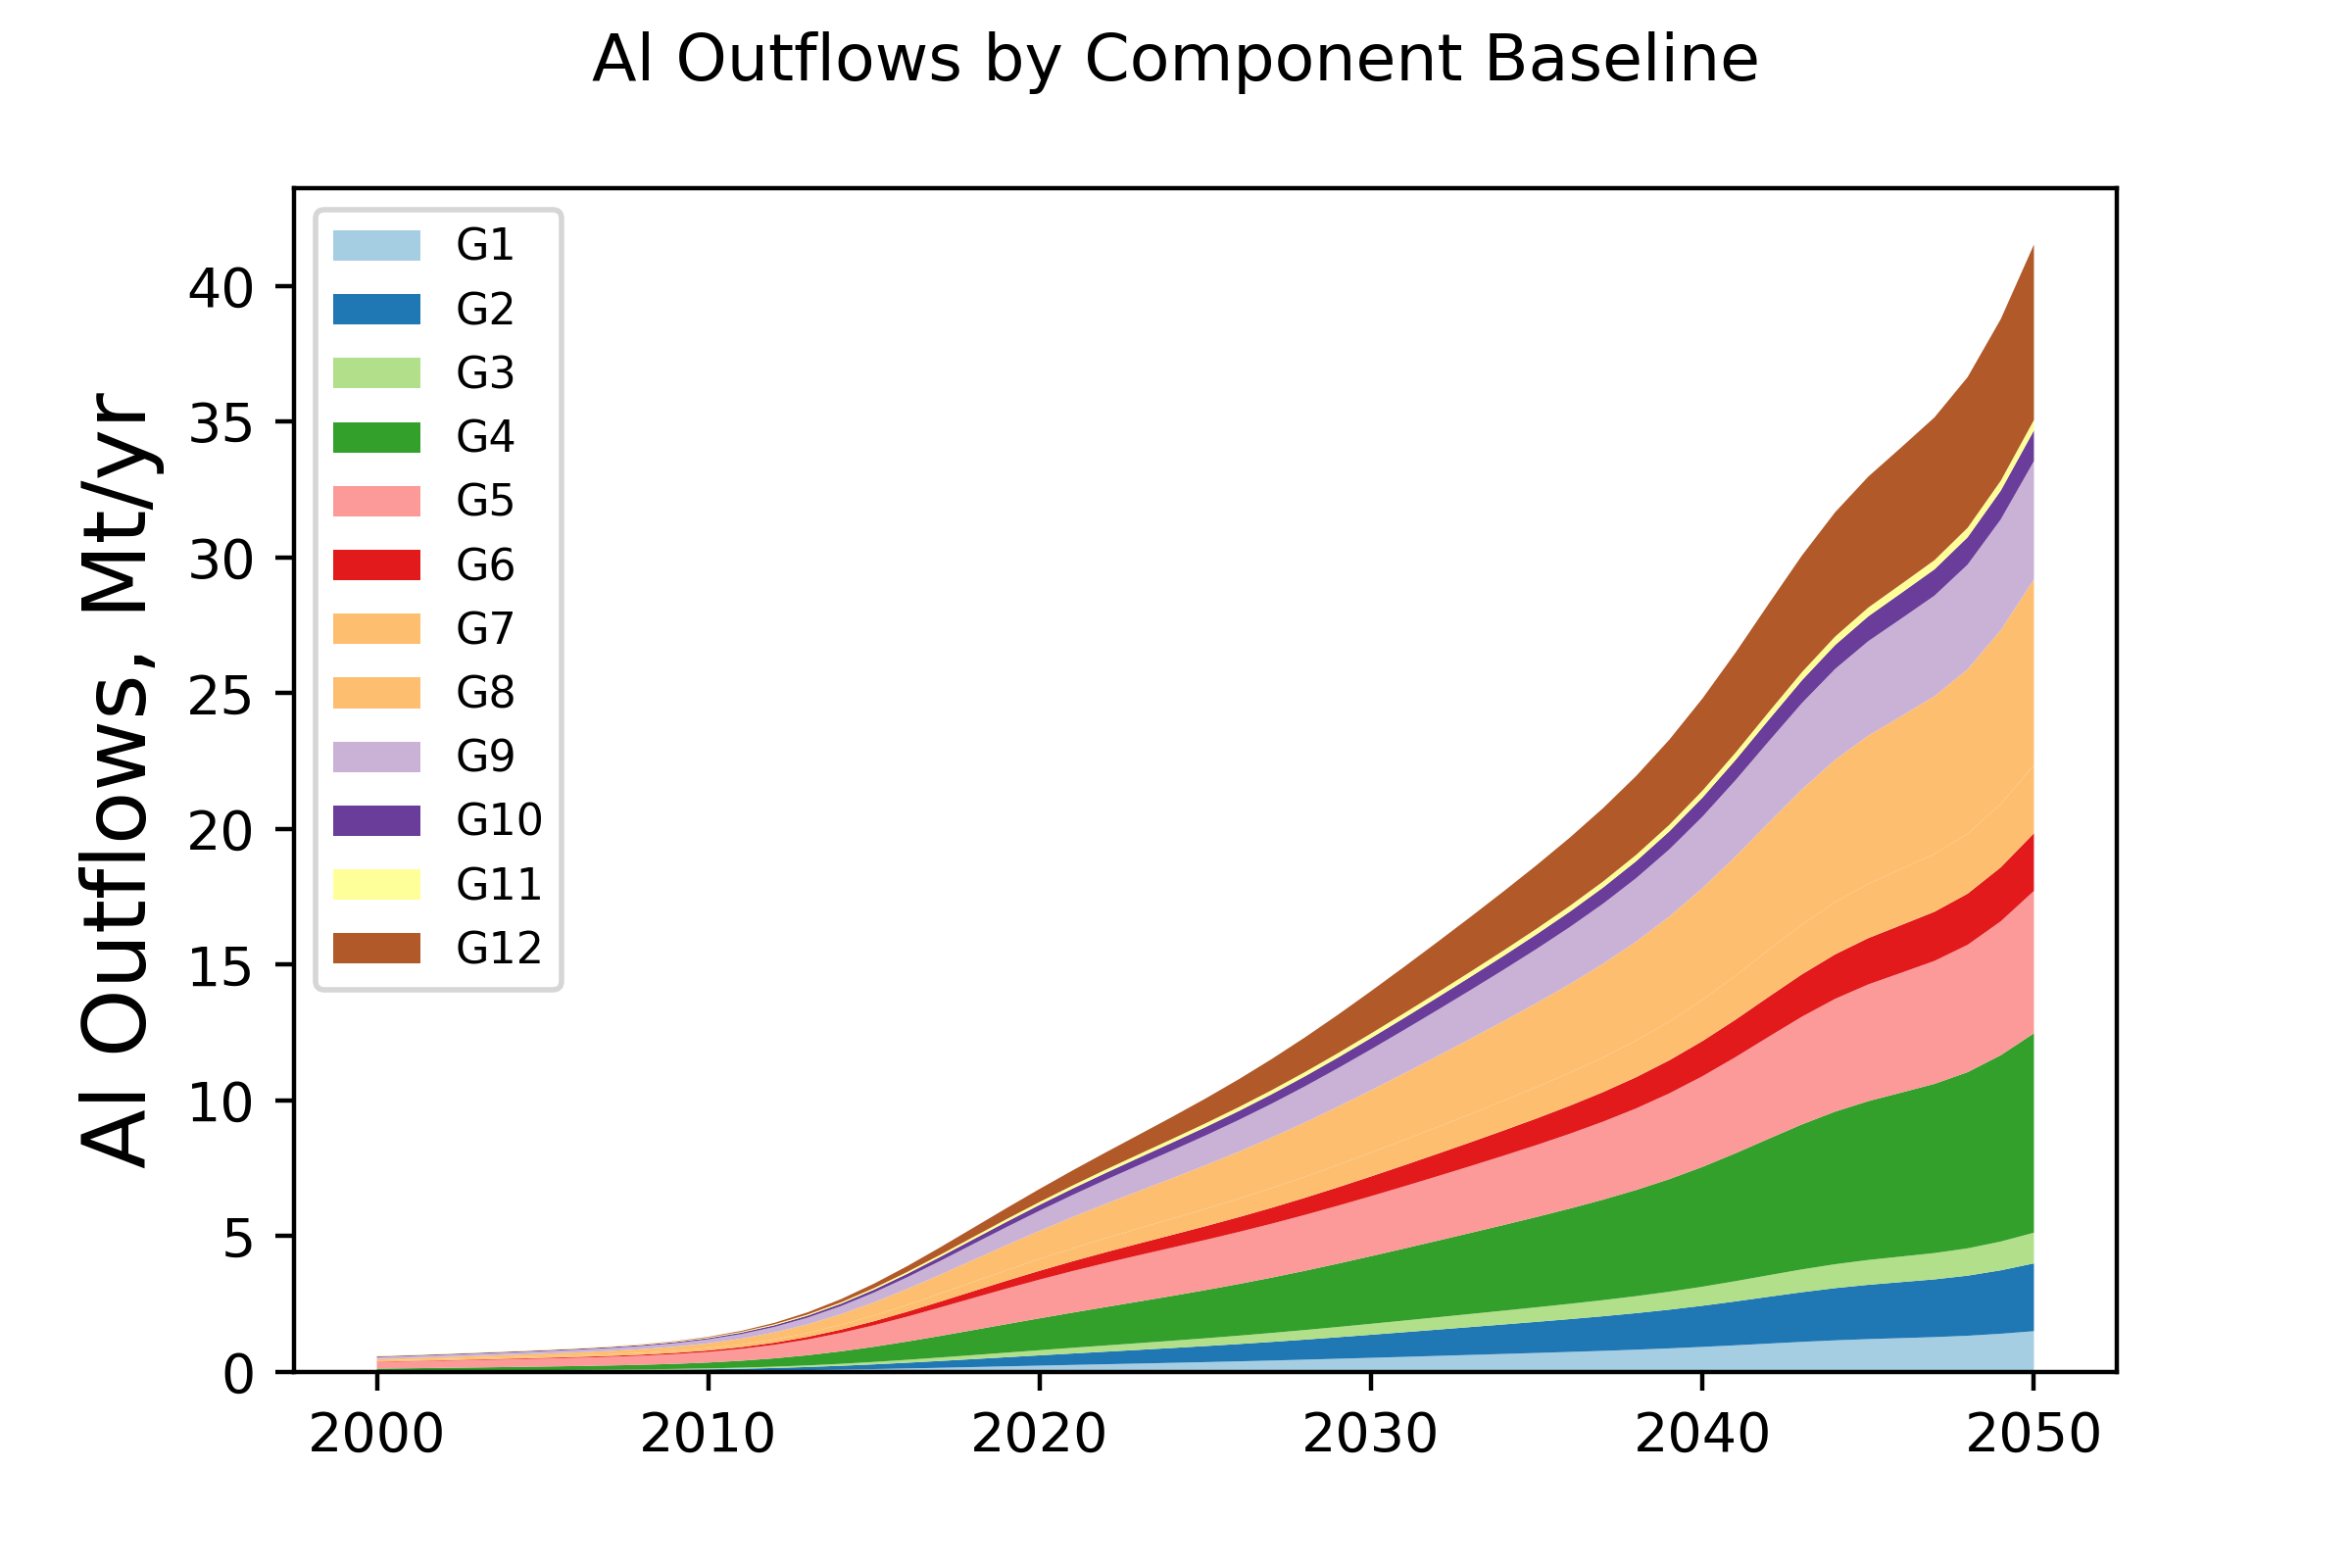 Al Outflows by Component Baseline
Al Outflows, Mt/yr
40
35
30
25
20
15
10
5
0
G1
G2
G3
G4
G5
G6
G7
G8
G9
G10
G11
G12
2000
2010
2020
2030
2040
2050